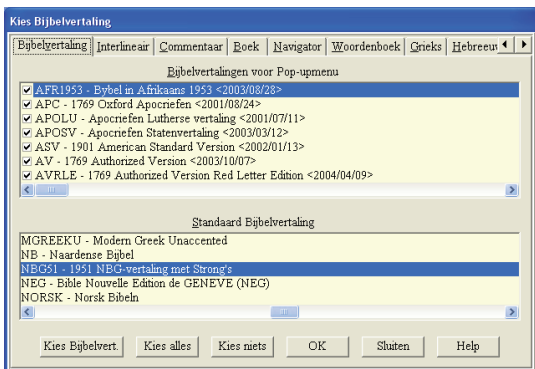 Kies Bijbelvertaling
Bijbelvertaling Interlineair Commentaar Boek Navigator Woordenboek Grieks Hebreeuws
Bijbelvertalingen voor Pop-upmenu
AFR1953 - Bybel in Afrikaans 1953 <2003/08/28>
APC - 1769 Oxford Apocriefen <2001/08/24>
APOLU - Apocriefen Lutherse vertaling <2001/07/11>
APOSV - Apocriefen Statenvertaling <2003/03/12>
ASV - 1901 American Standard Version <2002/01/13>
AV - 1769 Authorized Version <2003/10/07>
AVRLE - 1769 Authorized Version Red Letter Edition <2004/04/09>
Standaard Bijbelvertaling
MGREEKU - Modern Greek Unaccented
NB - Naardense Bijbel
NBG51 - 1951 NBG-vertaling met Strong's
NEG - Bible Nouvelle Edition de GENEVE (NEG)
NORSK - Norsk Bibeln
Kies Bijbelvert. Kies alles Kies niets OK Sluiten Help